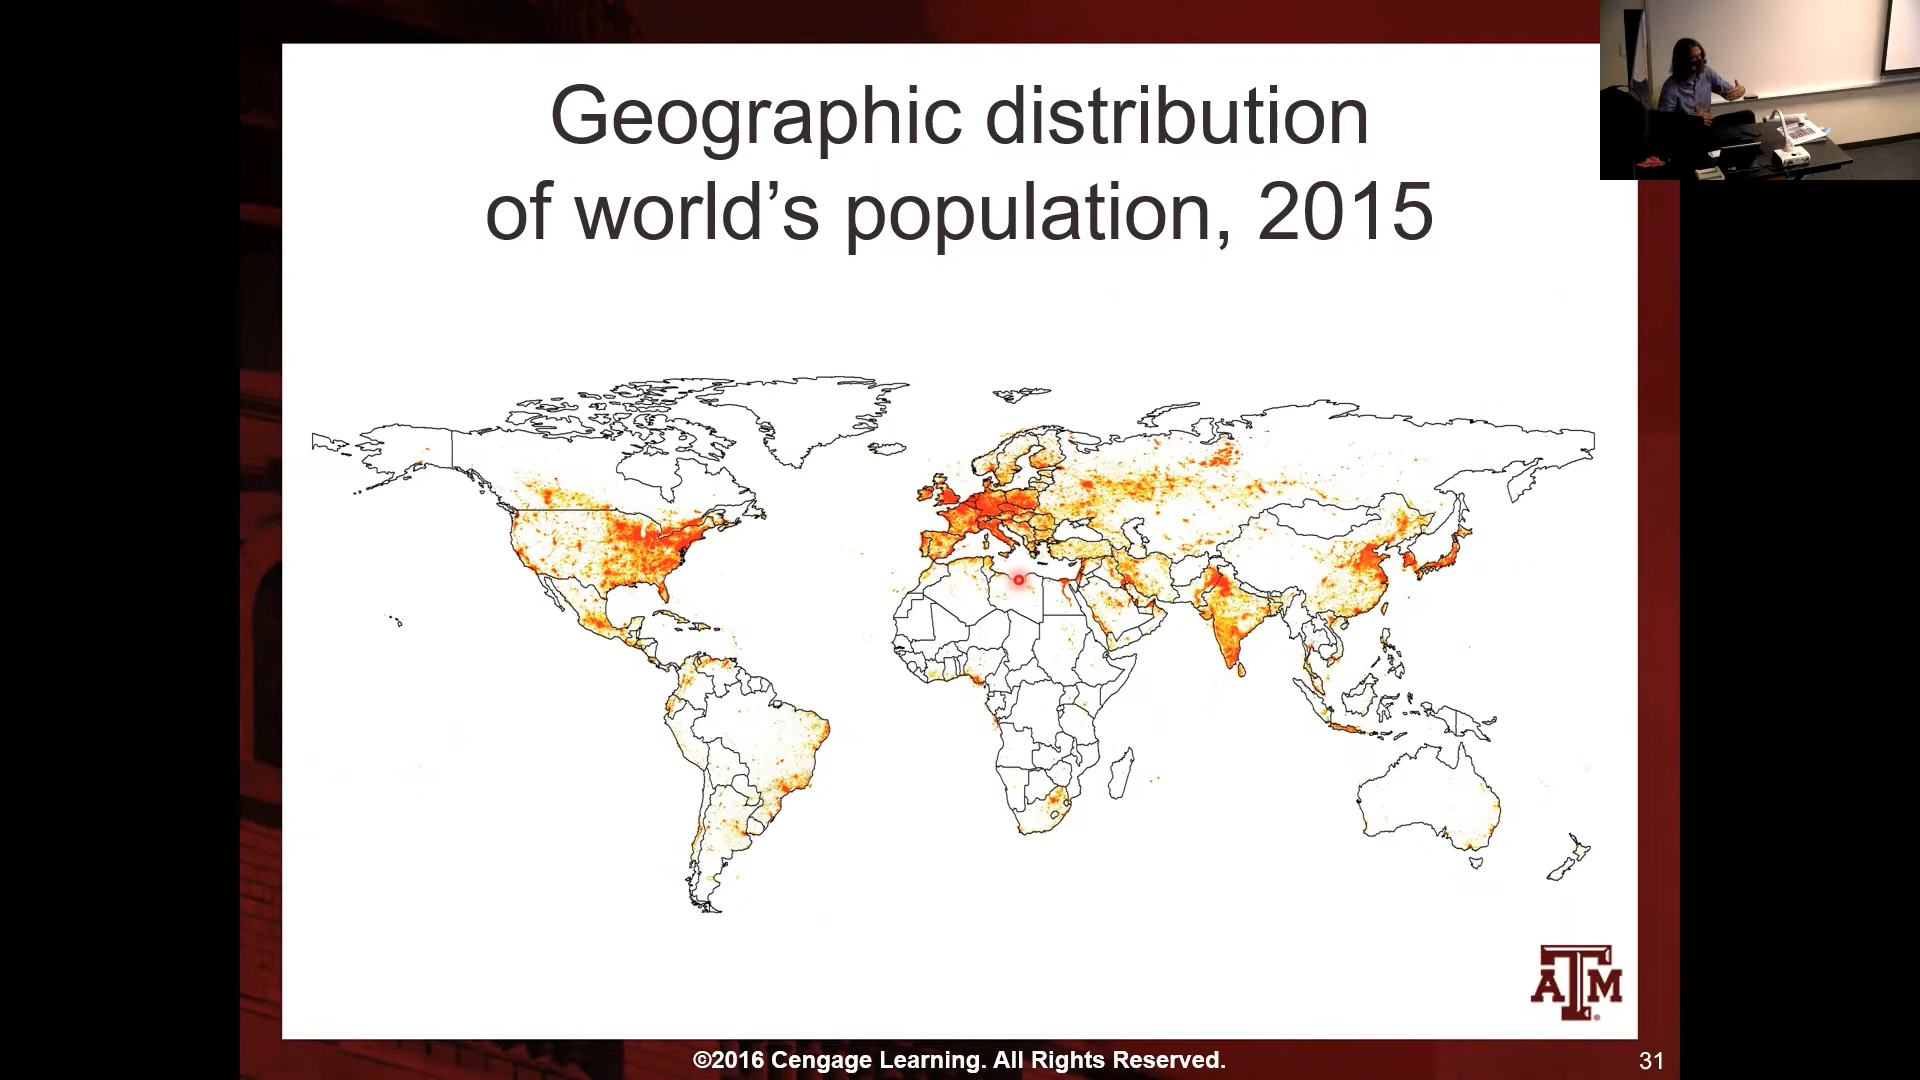 Geographic distribution
of world’s population, 2015
ATM
©2016 Cengage Learning. All Rights Reserved.
31